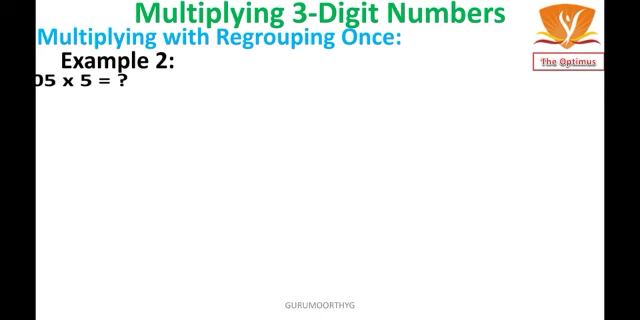 Multiplying 3-Digit Numbers
Multiplying with Regrouping Once:
Example 2:
05 x 5 = ?
The Optimus
GURUMOORTHYG